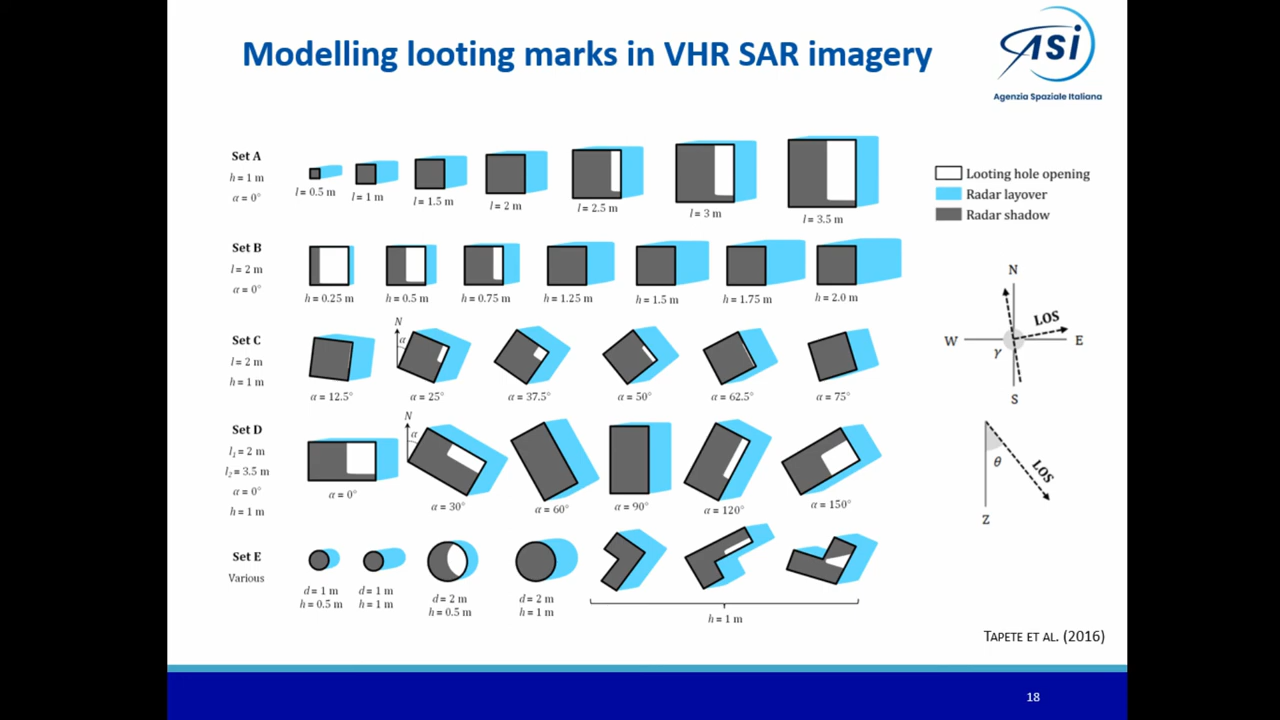 Modelling looting marks in VHR SAR imagery
ASI
Agenzia Spaziale Italiana
Set A
h = 1 m
α = 0°
l = 0.5 m
l = 1 m
l = 1.5 m
l = 2 m
l = 2.5 m
l = 3 m
l = 3.5 m
Looting hole opening
Radar layover
Radar shadow
Set B
l = 2 m
α = 0°
h = 0.25 m
h = 0.5 m
h = 0.75 m
h = 1.25 m
h = 1.5 m
h = 1.75 m
h = 2.0 m
N
LOS
W
E
γ
S
Set C
l = 2 m
h = 1 m
N
α
α = 12.5°
α = 25°
α = 37.5°
α = 50°
α = 62.5°
α = 75°
Set D
l₁ = 2 m
l₂ = 3.5 m
α = 0°
h = 1 m
N
α
α = 0°
α = 30°
α = 60°
α = 90°
α = 120°
α = 150°
θ
LOS
Z
Set E
Various
d = 1 m
h = 0.5 m
d = 1 m
h = 1 m
d = 2 m
h = 0.5 m
d = 2 m
h = 1 m
h = 1 m
TAPETE ET AL. (2016)
18